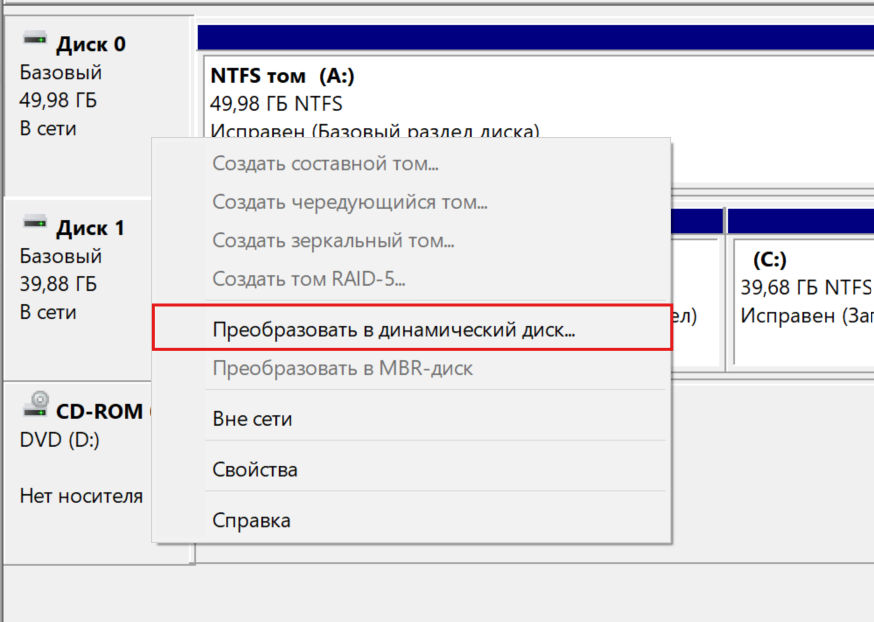 Диск 0
Базовый
49,98 ГБ
В сети
NTFS том (A:)
49,98 ГБ NTFS
Исправен (Базовый раздел диска)
Диск 1
Базовый
39,88 ГБ
В сети
ел)
(C:)
39,68 ГБ NTFS
Исправен (Заг
CD-ROM
DVD (D:)
Нет носителя
Создать составной том...
Создать чередующийся том...
Создать зеркальный том...
Создать том RAID-5...
Преобразовать в динамический диск...
Преобразовать в MBR-диск
Вне сети
Свойства
Справка